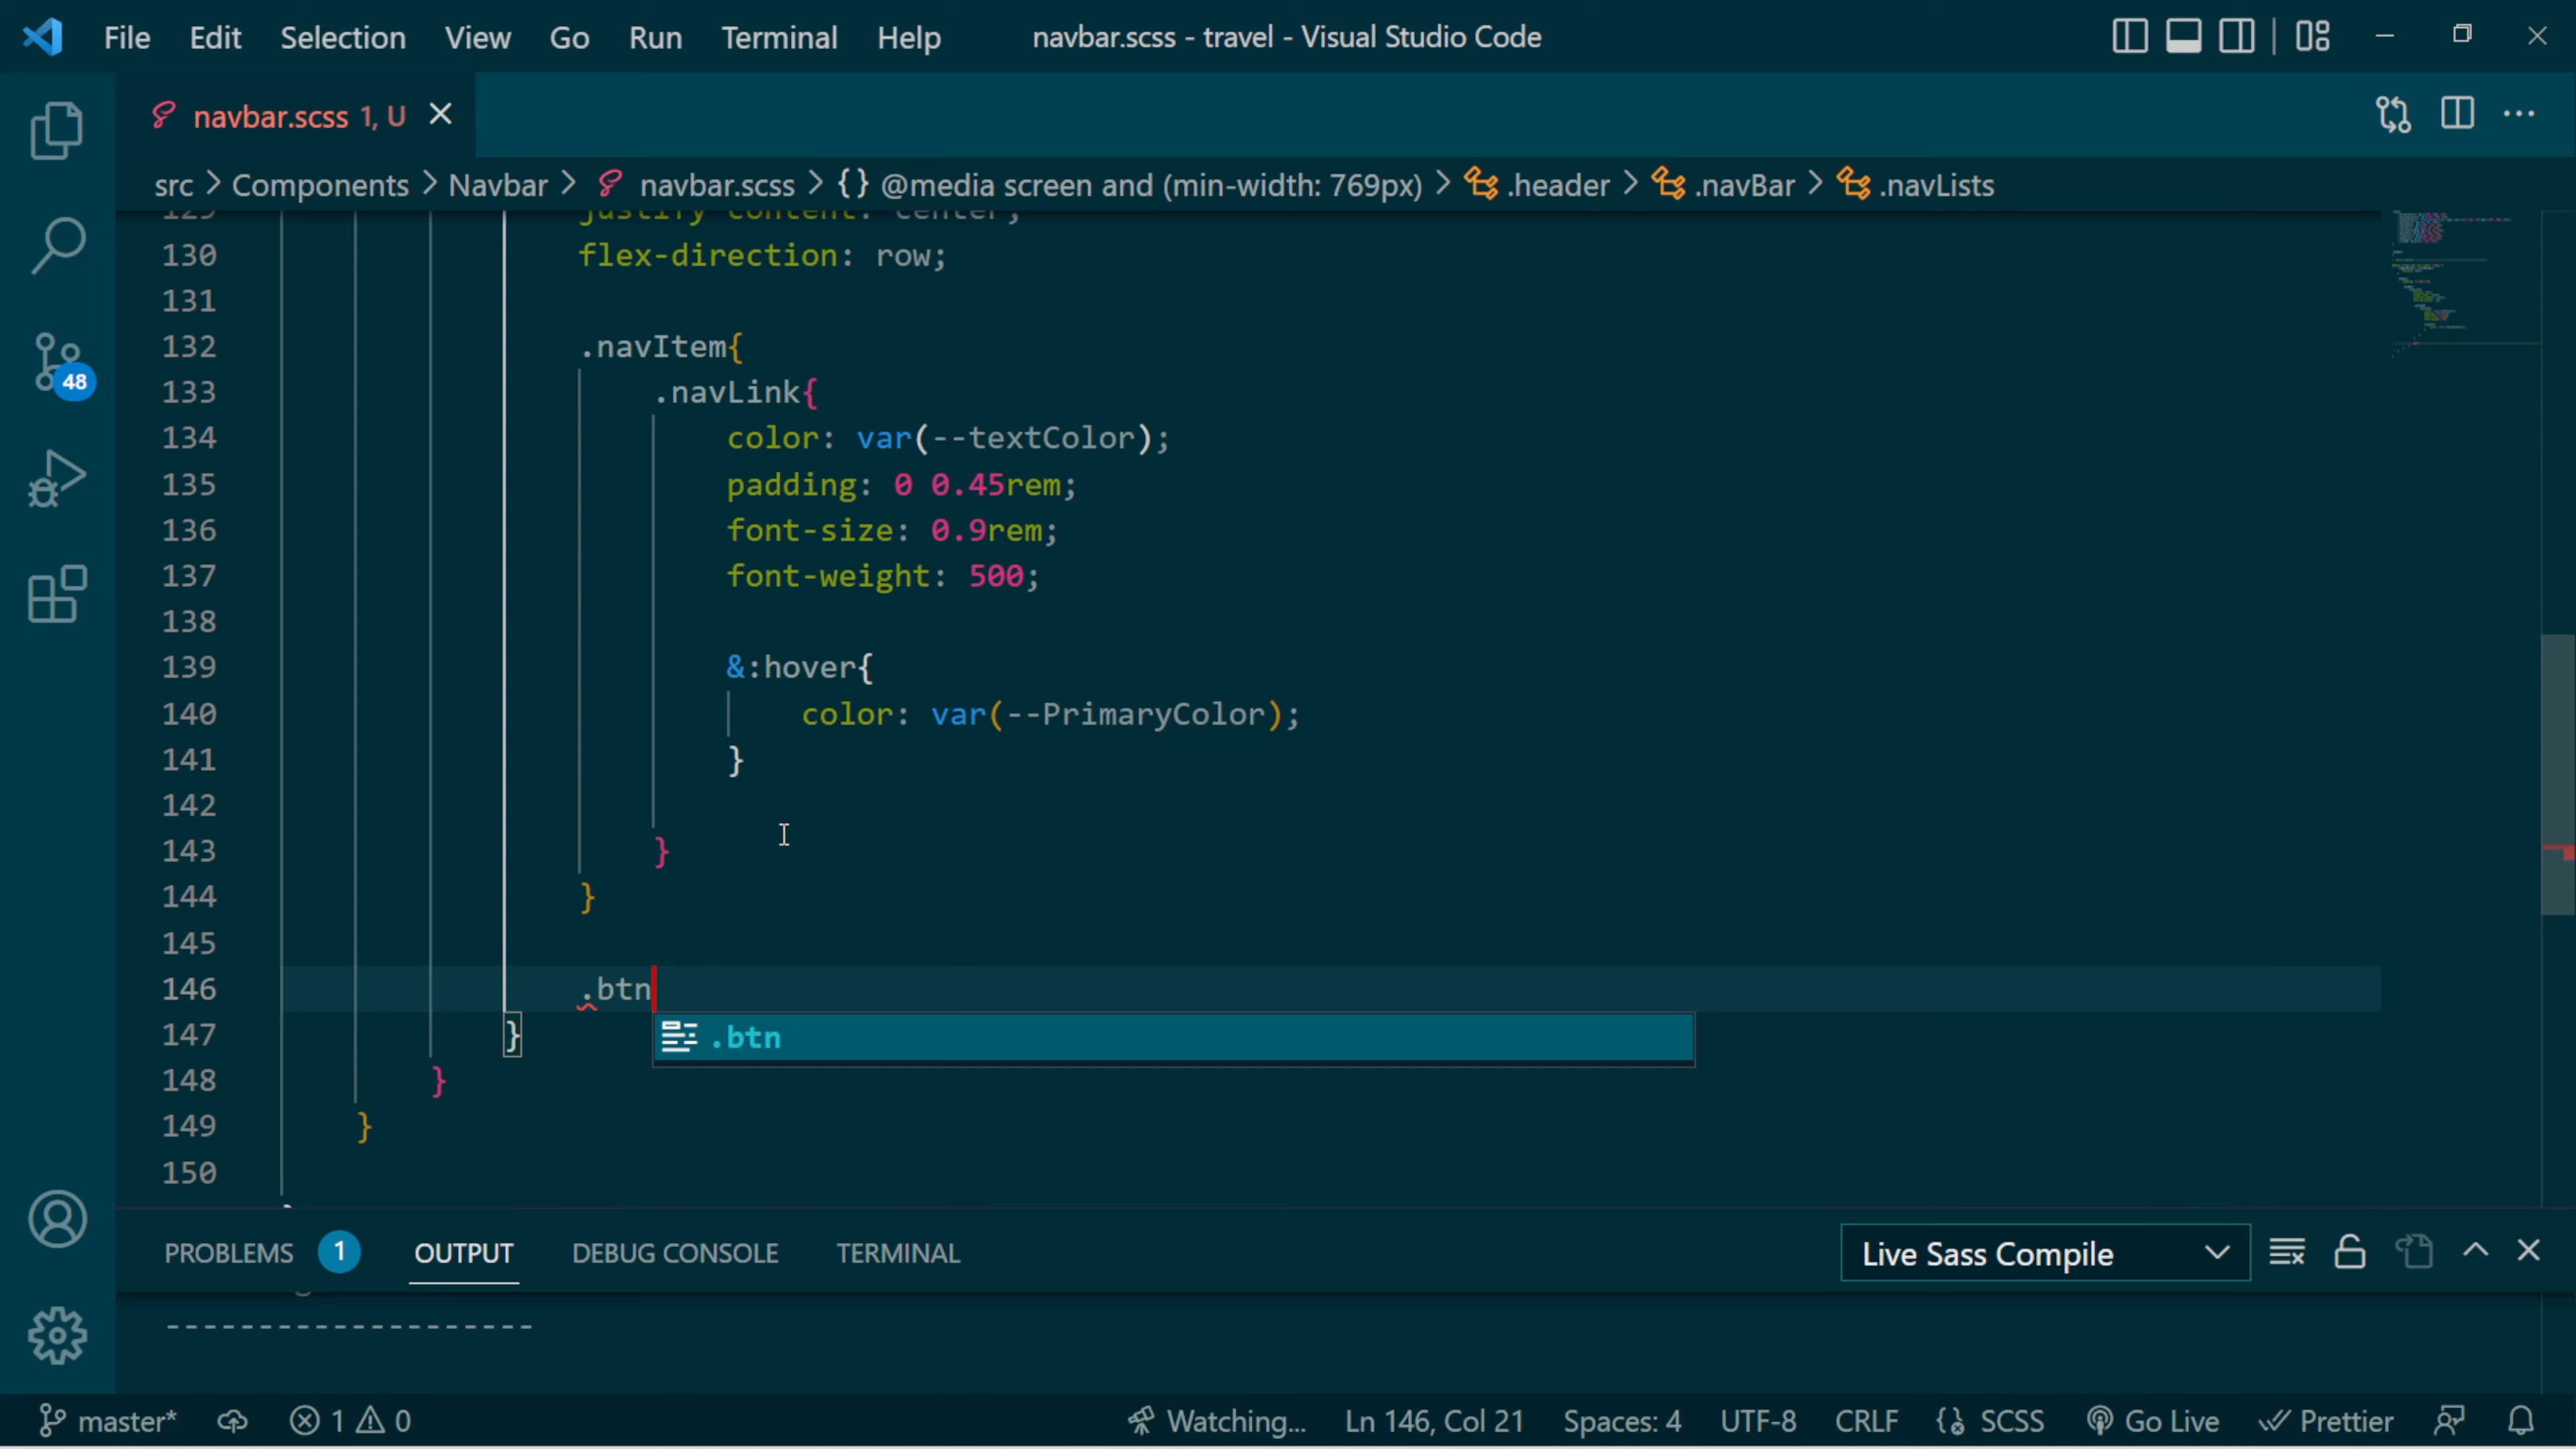 File Edit Selection View Go Run Terminal Help navbar.scss - travel - Visual Studio Code
navbar.scss 1, U
src > Components > Navbar > navbar.scss > {} @media screen and (min-width: 769px) > .header > .navBar > .navLists
129 justify-content: center;
130 flex-direction: row;
131
132 .navItem{
133 .navLink{
134 color: var(--textColor);
135 padding: 0 0.45rem;
136 font-size: 0.9rem;
137 font-weight: 500;
138
139 &:hover{
140 color: var(--PrimaryColor);
141 }
142
143 }
144 }
145
146 .btn
147 }
.btn
148 }
149 }
150
48
PROBLEMS 1 OUTPUT DEBUG CONSOLE TERMINAL Live Sass Compile
--------------------
master* 1 0 Watching... Ln 146, Col 21 Spaces: 4 UTF-8 CRLF {} SCSS Go Live Prettier